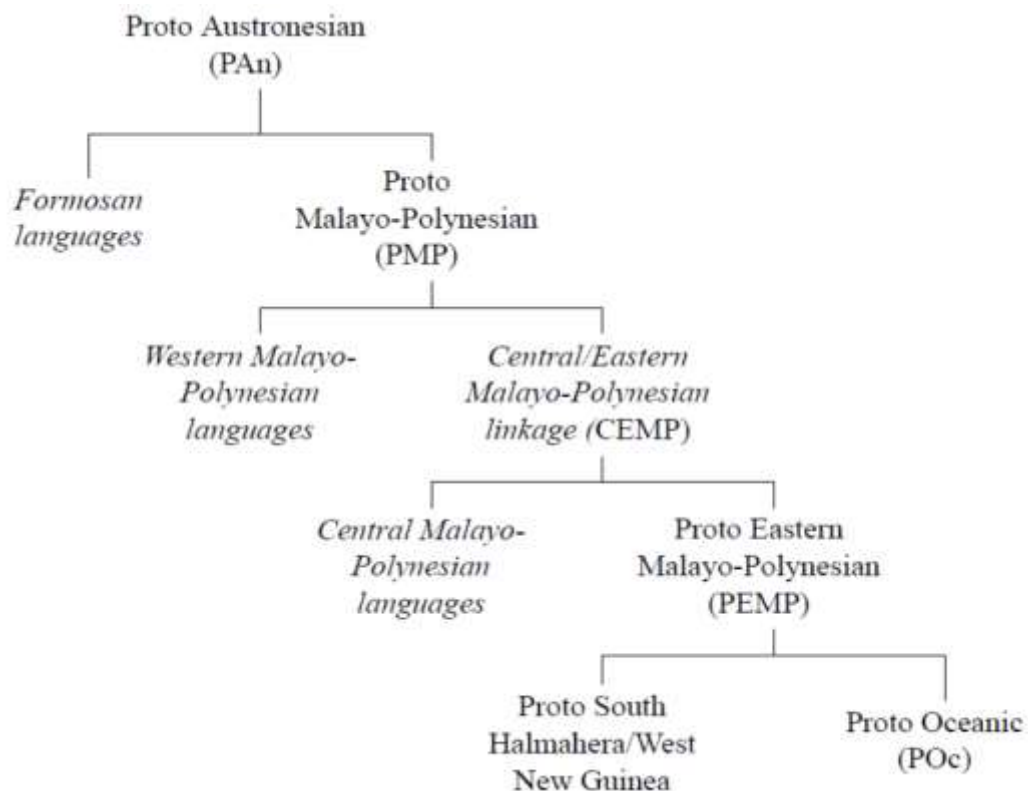 Proto Austronesian
(PAn)
Formosan
languages
Proto
Malayo-Polynesian
(PMP)
Western Malayo-
Polynesian
languages
Central/Eastern
Malayo-Polynesian
linkage (CEMP)
Central Malayo-
Polynesian
languages
Proto Eastern
Malayo-Polynesian
(PEMP)
Proto South
Halmahera/West
New Guinea
Proto Oceanic
(POc)